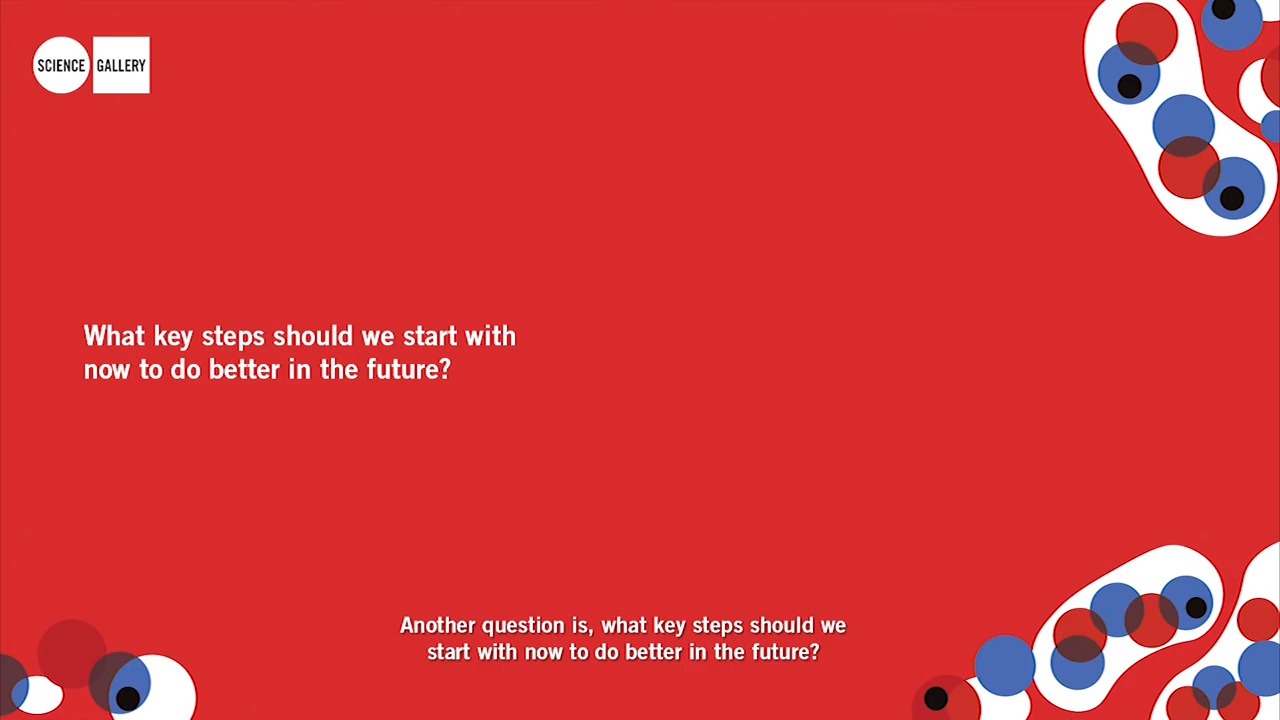 SCIENCE GALLERY
What key steps should we start with
now to do better in the future?
Another question is, what key steps should we
start with now to do better in the future?